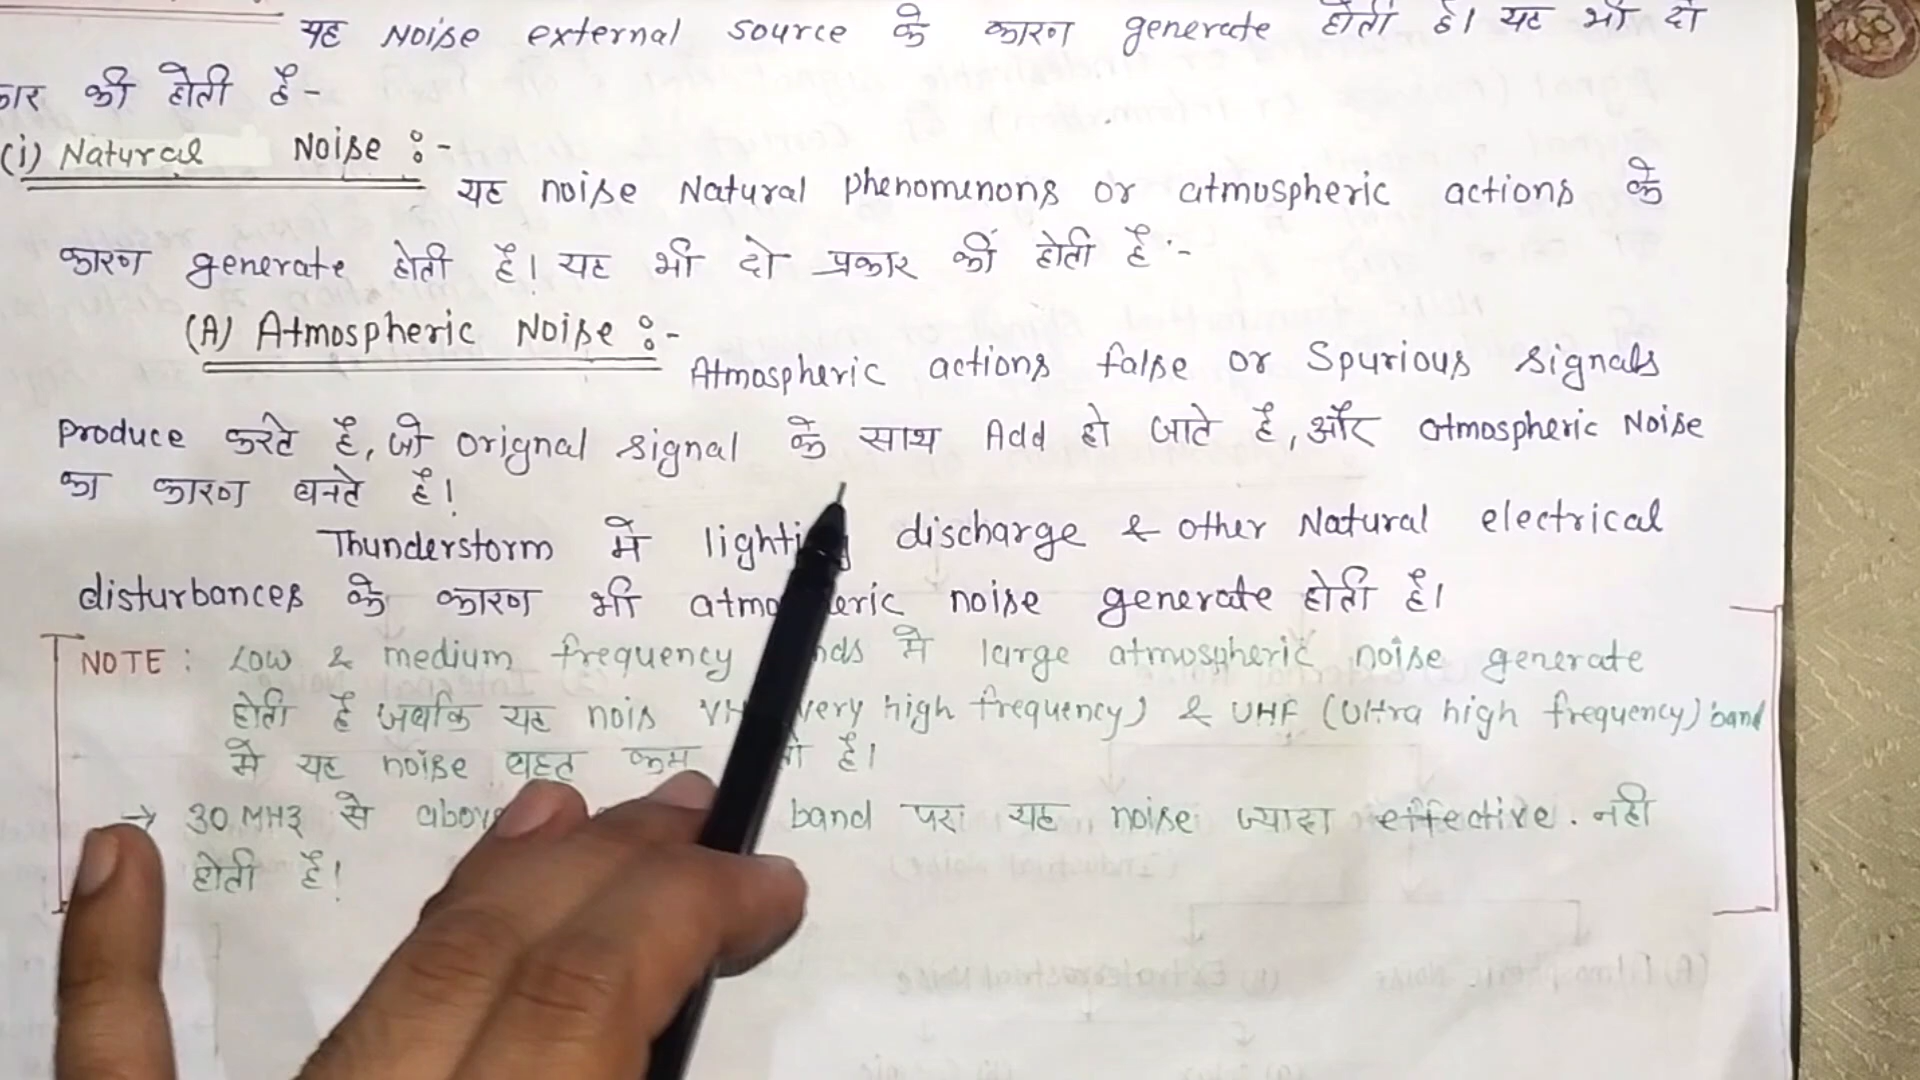 यह Noise external source के कारण generate होती है। यह भी दो
की होती है -
(i) Natural Noise :-
यह noise Natural phenomenons or atmospheric actions के
कारण generate होती है। यह भी दो प्रकार की होती है :-
(A) Atmospheric Noise :-
Atmospheric actions false or Spurious signals
produce करते है, जो orignal signal के साथ Add हो जाते है, और atmospheric Noise
का कारण बनते है।
Thunderstorm मे discharge & other Natural electrical
disturbances के कारण भी noise generate होती है।
NOTE : Low & medium frequency मे large atmospheric noise generate
होती है जबकि यह nois very high frequency) & UHF (Ultra high frequency) band
मे यह noise बहुत कम है।
→ 30 MHz से above band पर यह noise ज्यादा effective. नही
होती है।